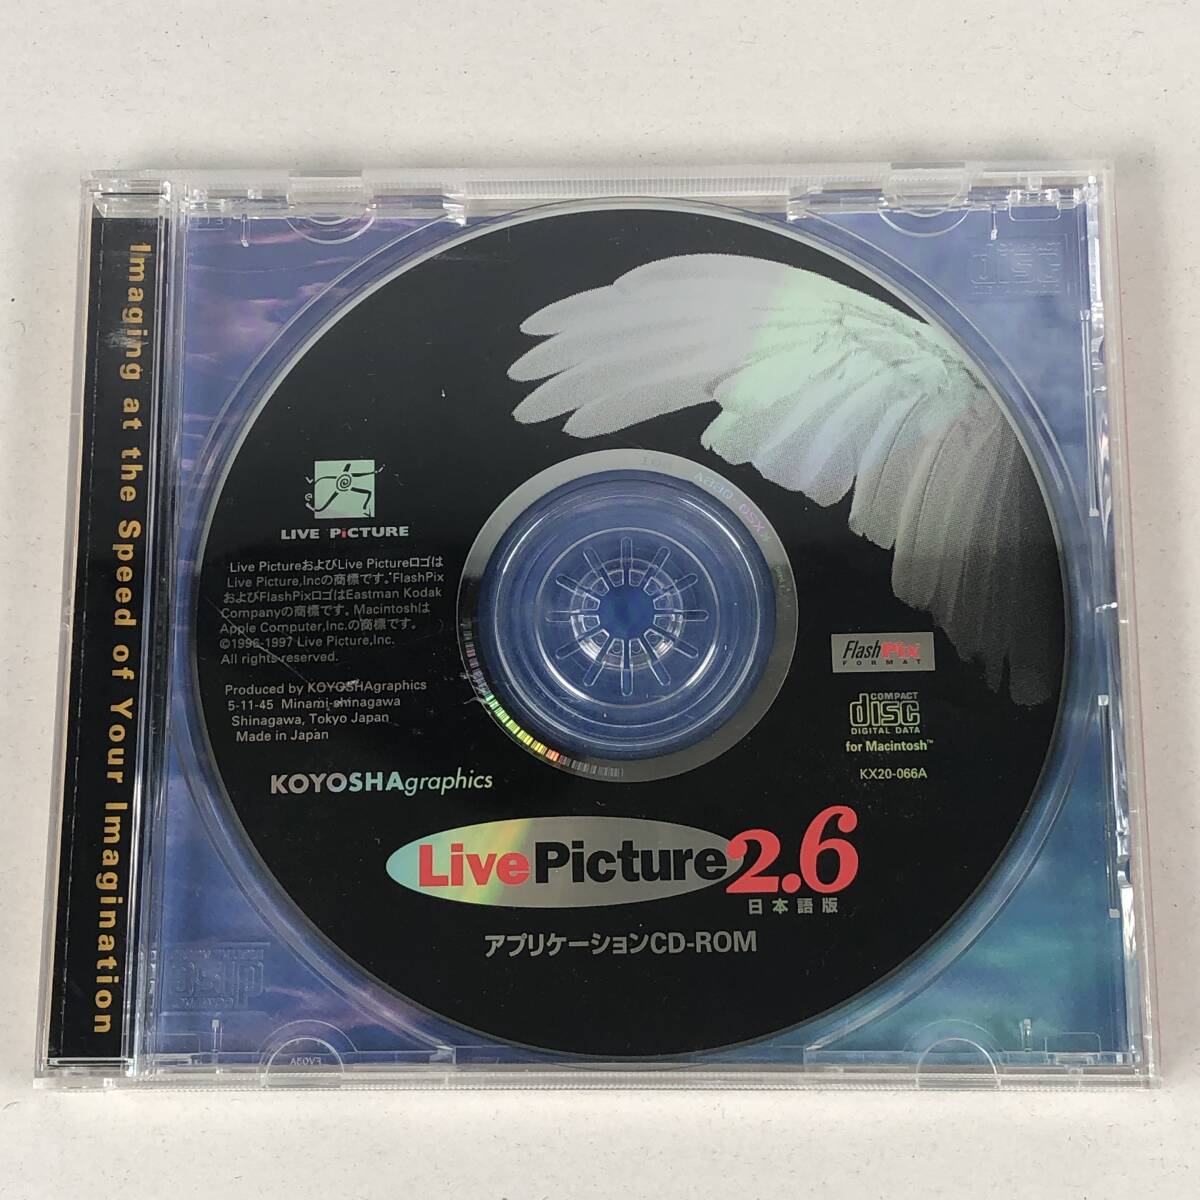 Imaging at the Speed of Your Imagination
LIVE PiCTURE
Live PictureおよびLive Pictureロゴは
Live Picture,Incの商標です。FlashPix
およびFlashPixロゴはEastman Kodak
Companyの商標です。Macintoshは
Apple Computer,Inc.の商標です。
©1996-1997 Live Picture,Inc.
All rights reserved.
Produced by KOYOSHAgraphics
5-11-45 Minami-shinagawa
Shinagawa, Tokyo Japan
Made in Japan
KOYOSHAgraphics
FlashPix
FORMAT
COMPACT
disc
DIGITAL DATA
for Macintosh™
KX20-066A
LivePicture2.6
日本語版
アプリケーションCD-ROM
COMPACT
disc